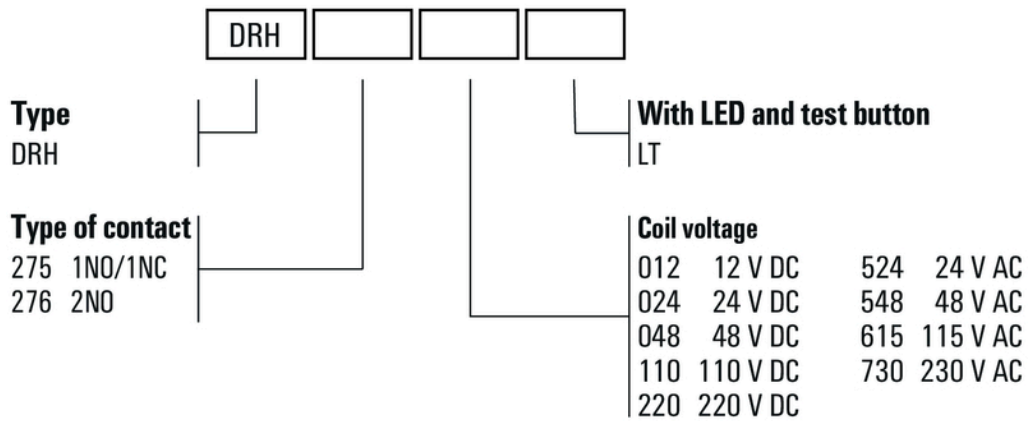 DRH
Type
DRH
Type of contact
275 1NO/1NC
276 2NO
With LED and test button
LT
Coil voltage
012 12 V DC 524 24 V AC
024 24 V DC 548 48 V AC
048 48 V DC 615 115 V AC
110 110 V DC 730 230 V AC
220 220 V DC